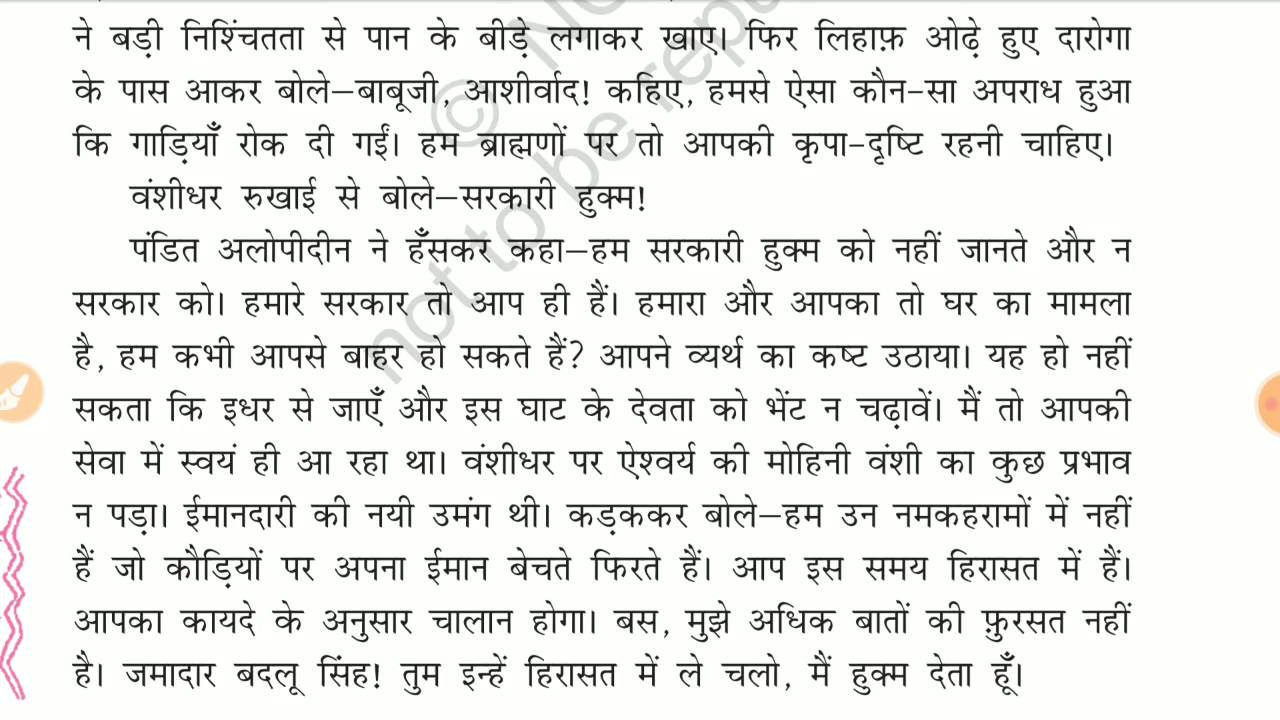 ने बड़ी निश्चिंतता से पान के बीड़े लगाकर खाए। फिर लिहाफ़ ओढ़े हुए दारोगा
के पास आकर बोले–बाबूजी, आशीर्वाद! कहिए, हमसे ऐसा कौन-सा अपराध हुआ
कि गाड़ियाँ रोक दी गईं। हम ब्राह्मणों पर तो आपकी कृपा-दृष्टि रहनी चाहिए।
वंशीधर रुखाई से बोले–सरकारी हुक्म!
पंडित अलोपीदीन ने हँसकर कहा–हम सरकारी हुक्म को नहीं जानते और न
सरकार को। हमारे सरकार तो आप ही हैं। हमारा और आपका तो घर का मामला
है, हम कभी आपसे बाहर हो सकते हैं? आपने व्यर्थ का कष्ट उठाया। यह हो नहीं
सकता कि इधर से जाएँ और इस घाट के देवता को भेंट न चढ़ावें। मैं तो आपकी
सेवा में स्वयं ही आ रहा था। वंशीधर पर ऐश्वर्य की मोहिनी वंशी का कुछ प्रभाव
न पड़ा। ईमानदारी की नयी उमंग थी। कड़ककर बोले–हम उन नमकहरामों में नहीं
हैं जो कौड़ियों पर अपना ईमान बेचते फिरते हैं। आप इस समय हिरासत में हैं।
आपका कायदे के अनुसार चालान होगा। बस, मुझे अधिक बातों की फ़ुरसत नहीं
है। जमादार बदलू सिंह! तुम इन्हें हिरासत में ले चलो, मैं हुक्म देता हूँ।
© N
not to be rep